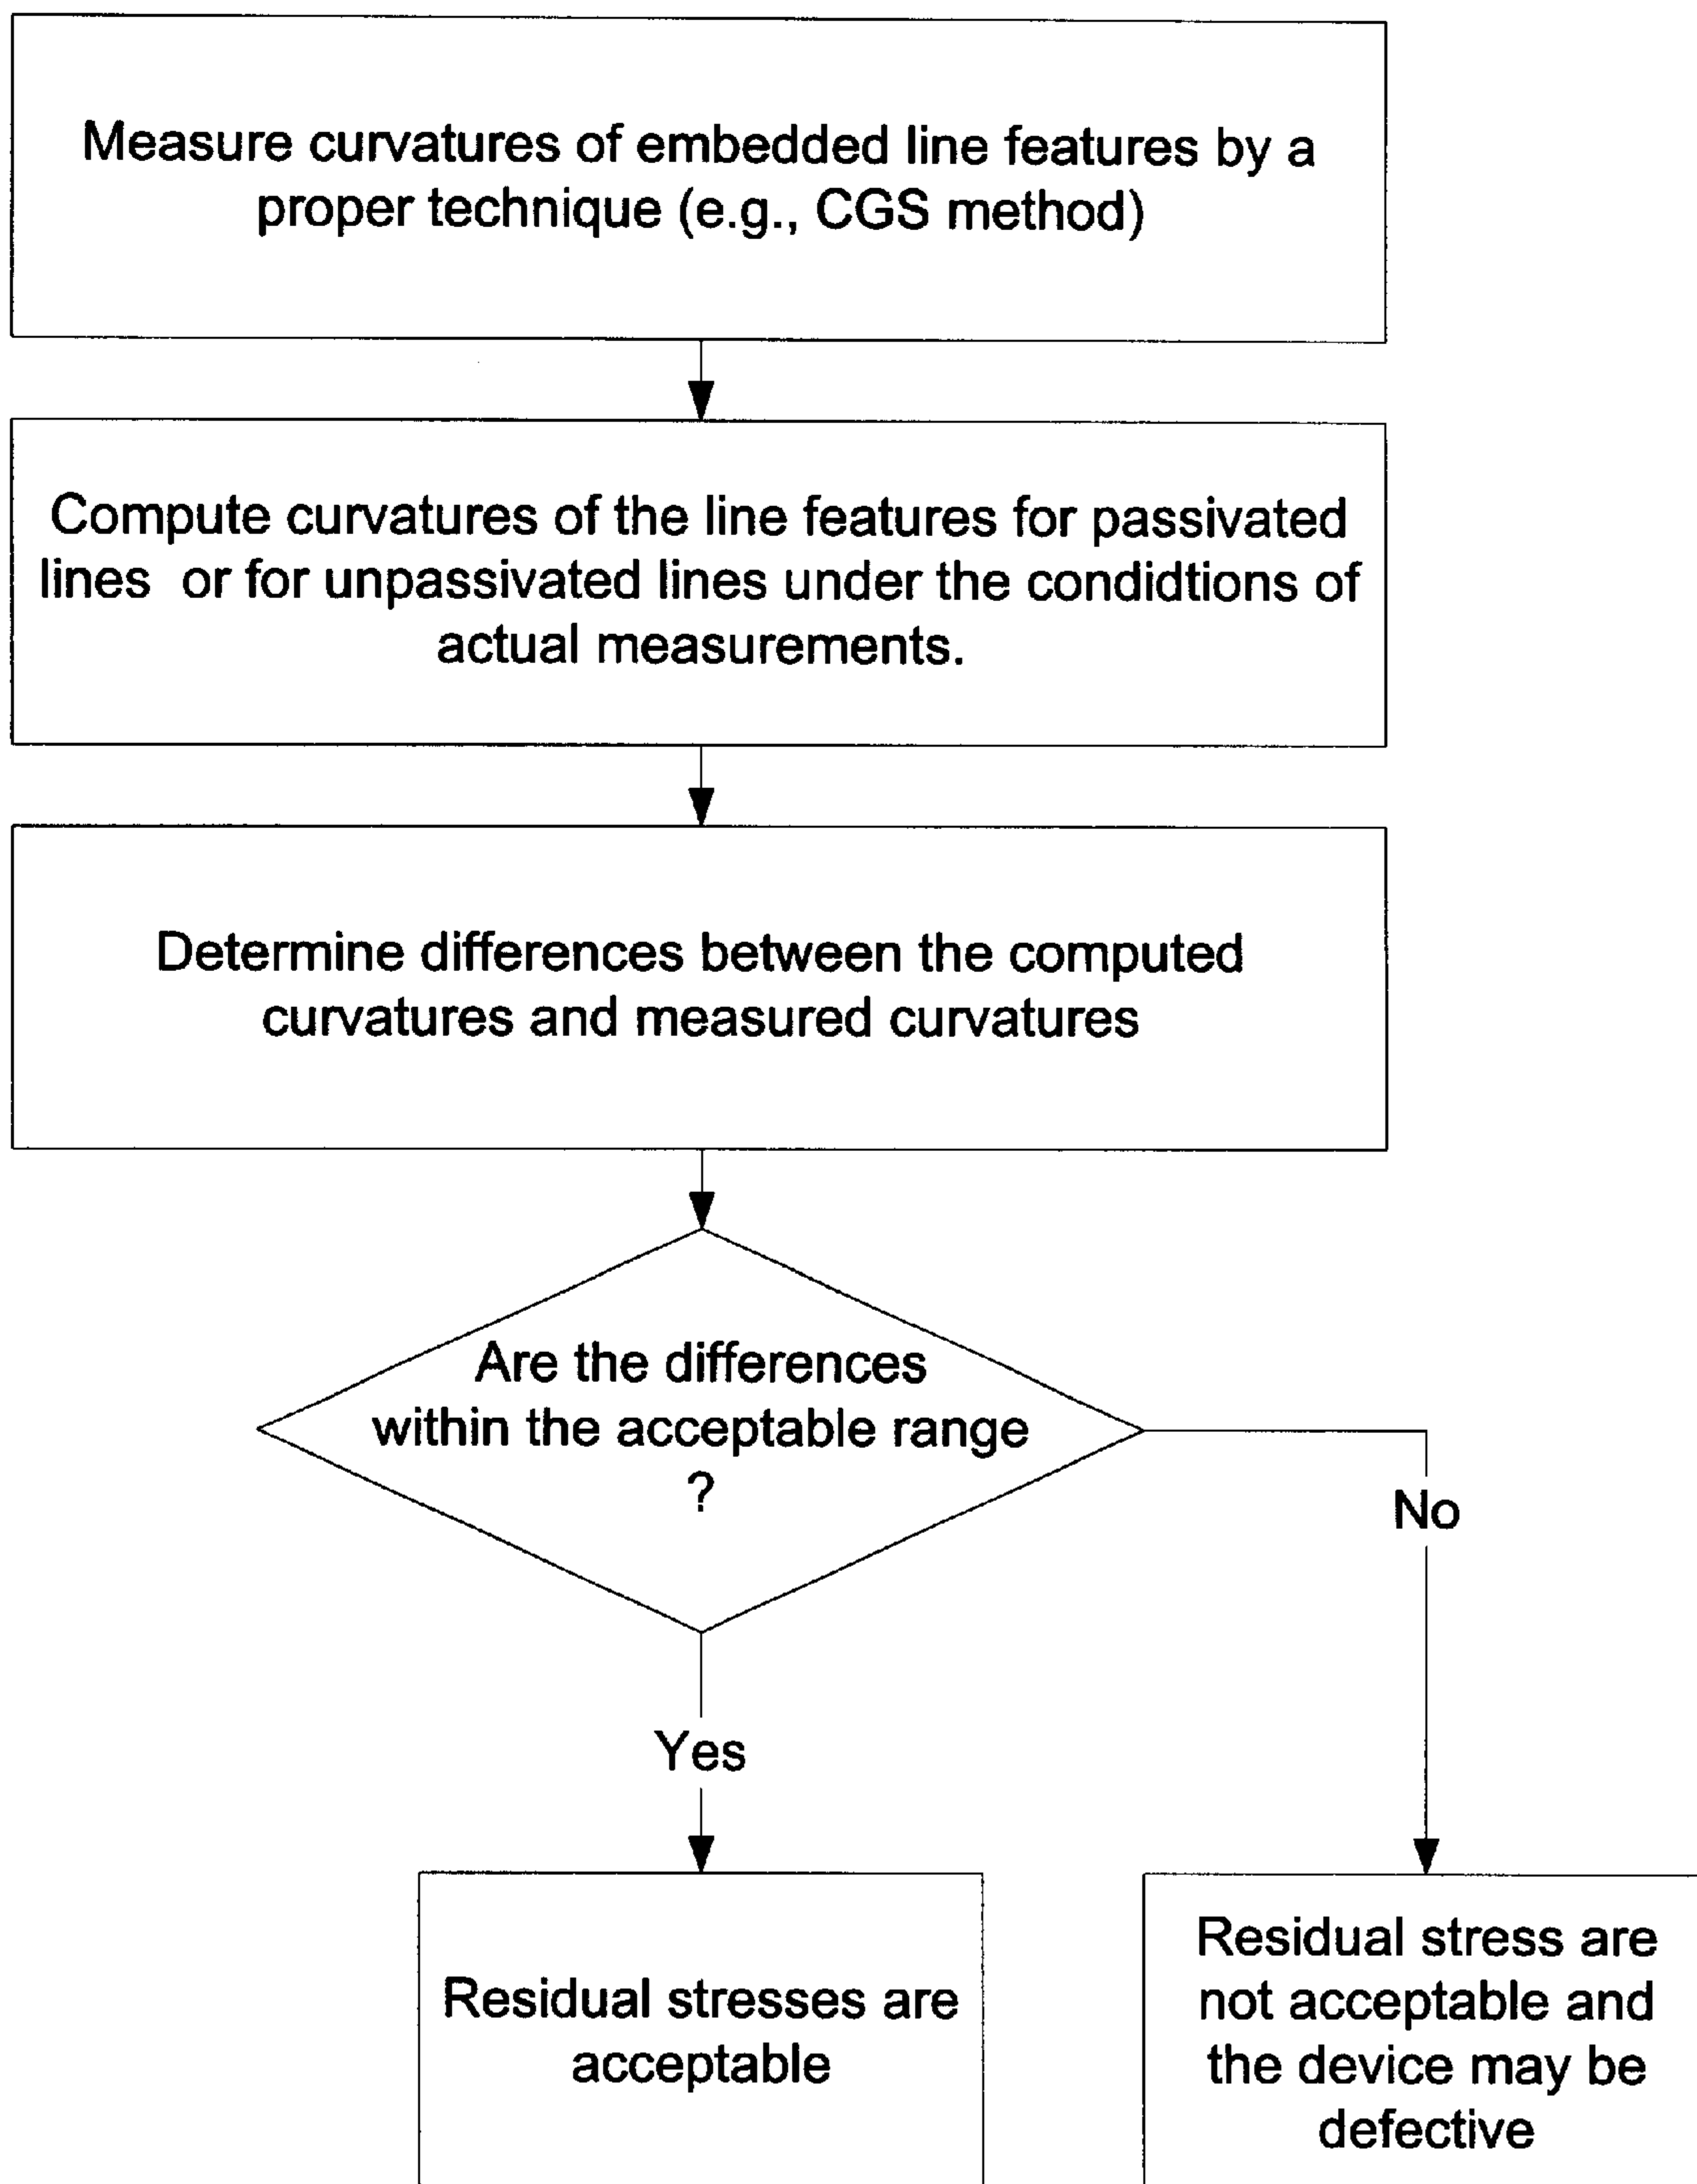 Measure curvatures of embedded line features by a
proper technique (e.g., CGS method)
Compute curvatures of the line features for passivated
lines or for unpassivated lines under the condidtions of
actual measurements.
Determine differences between the computed
curvatures and measured curvatures
Are the differences
within the acceptable range
?
No
Yes
Residual stresses are
acceptable
Residual stress are
not acceptable and
the device may be
defective